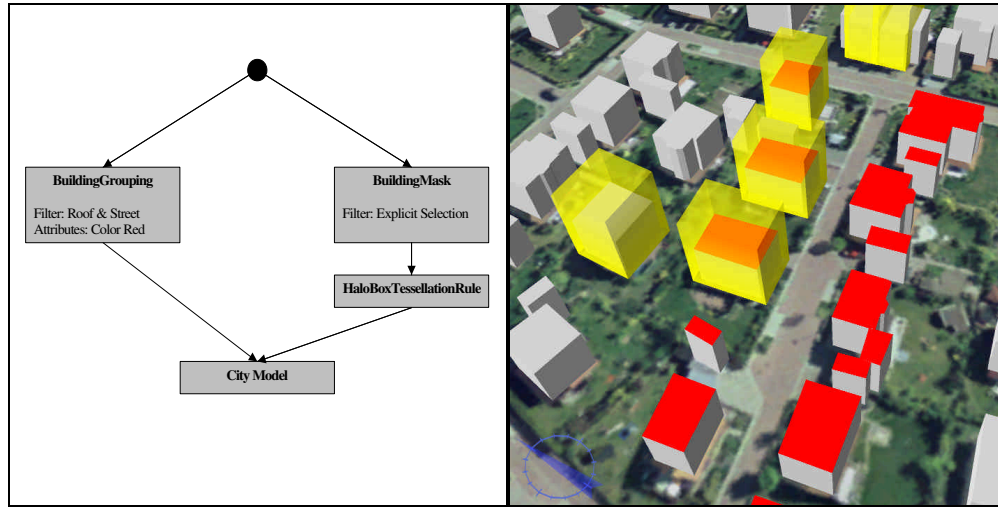 BuildingGrouping
Filter: Roof & Street
Attributes: Color Red
BuildingMask
Filter: Explicit Selection
HaloBoxTessellationRule
City Model